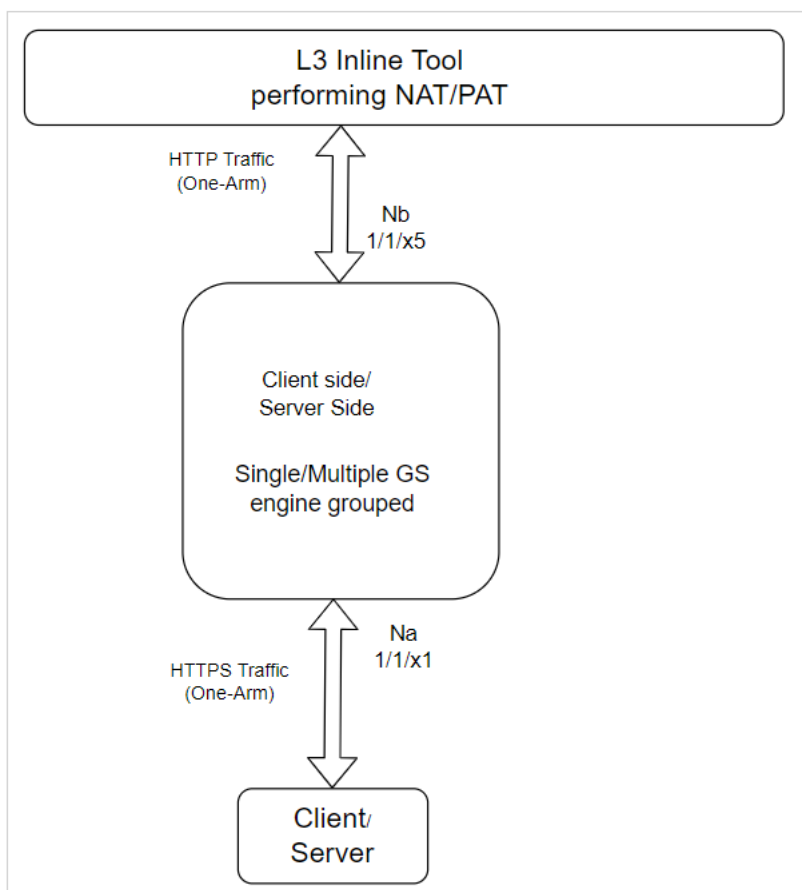 L3 Inline Tool
performing NAT/PAT
HTTP Traffic
(One-Arm)
Nb
1/1/x5
Client side/
Server Side
Single/Multiple GS
engine grouped
Na
1/1/x1
HTTPS Traffic
(One-Arm)
Client/
Server